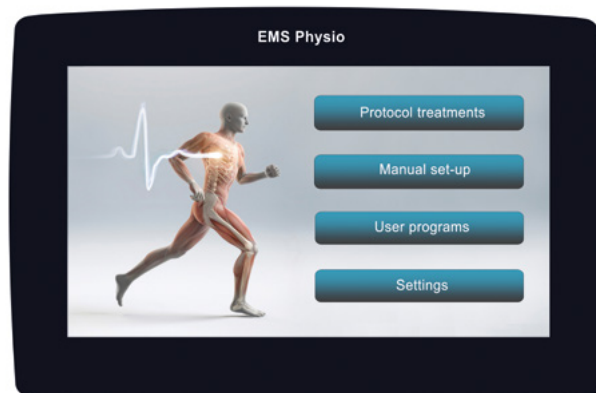 EMS Physio
Protocol treatments
Manual set-up
User programs
Settings